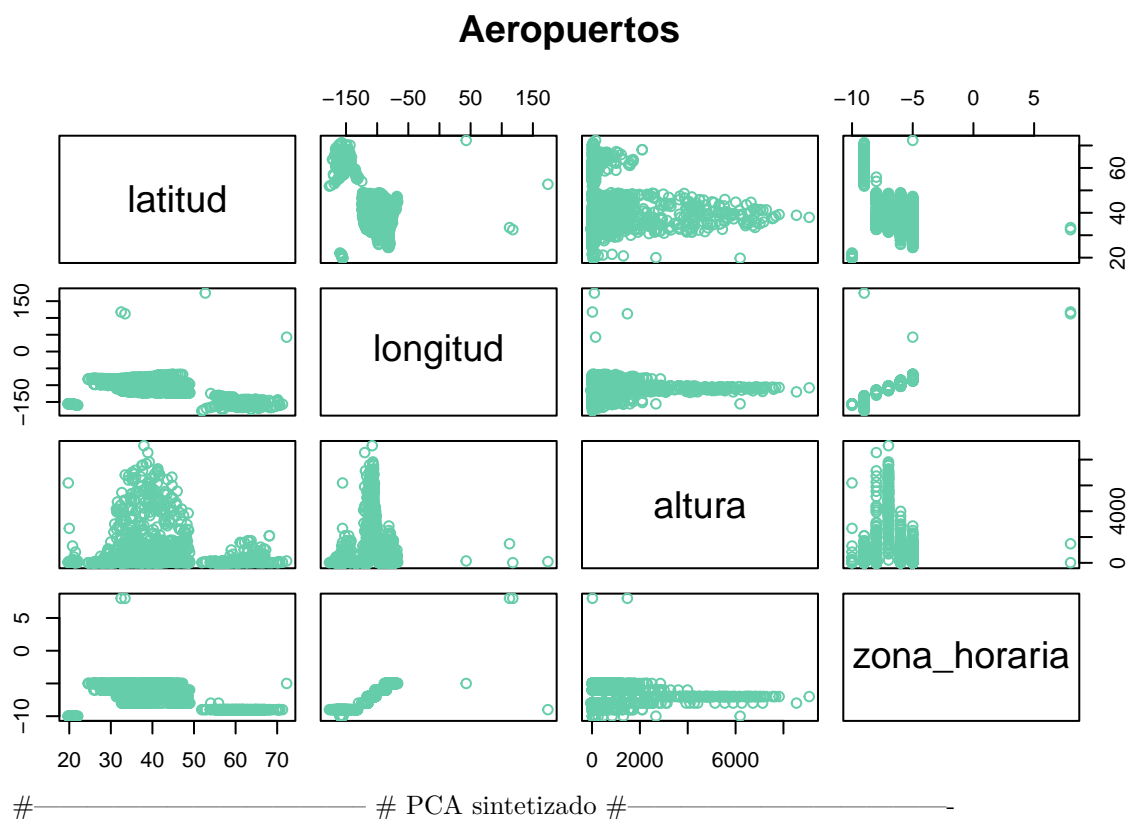 Aeropuertos
−150 −50 50 150
−10 −5 0 5
latitud
20 40 60
−150 0 150
longitud
altura
0 4000
−10 0 5
zona_horaria
20 30 40 50 60 70
0 2000 6000
#——————————————— # PCA sintetizado #———————————————-